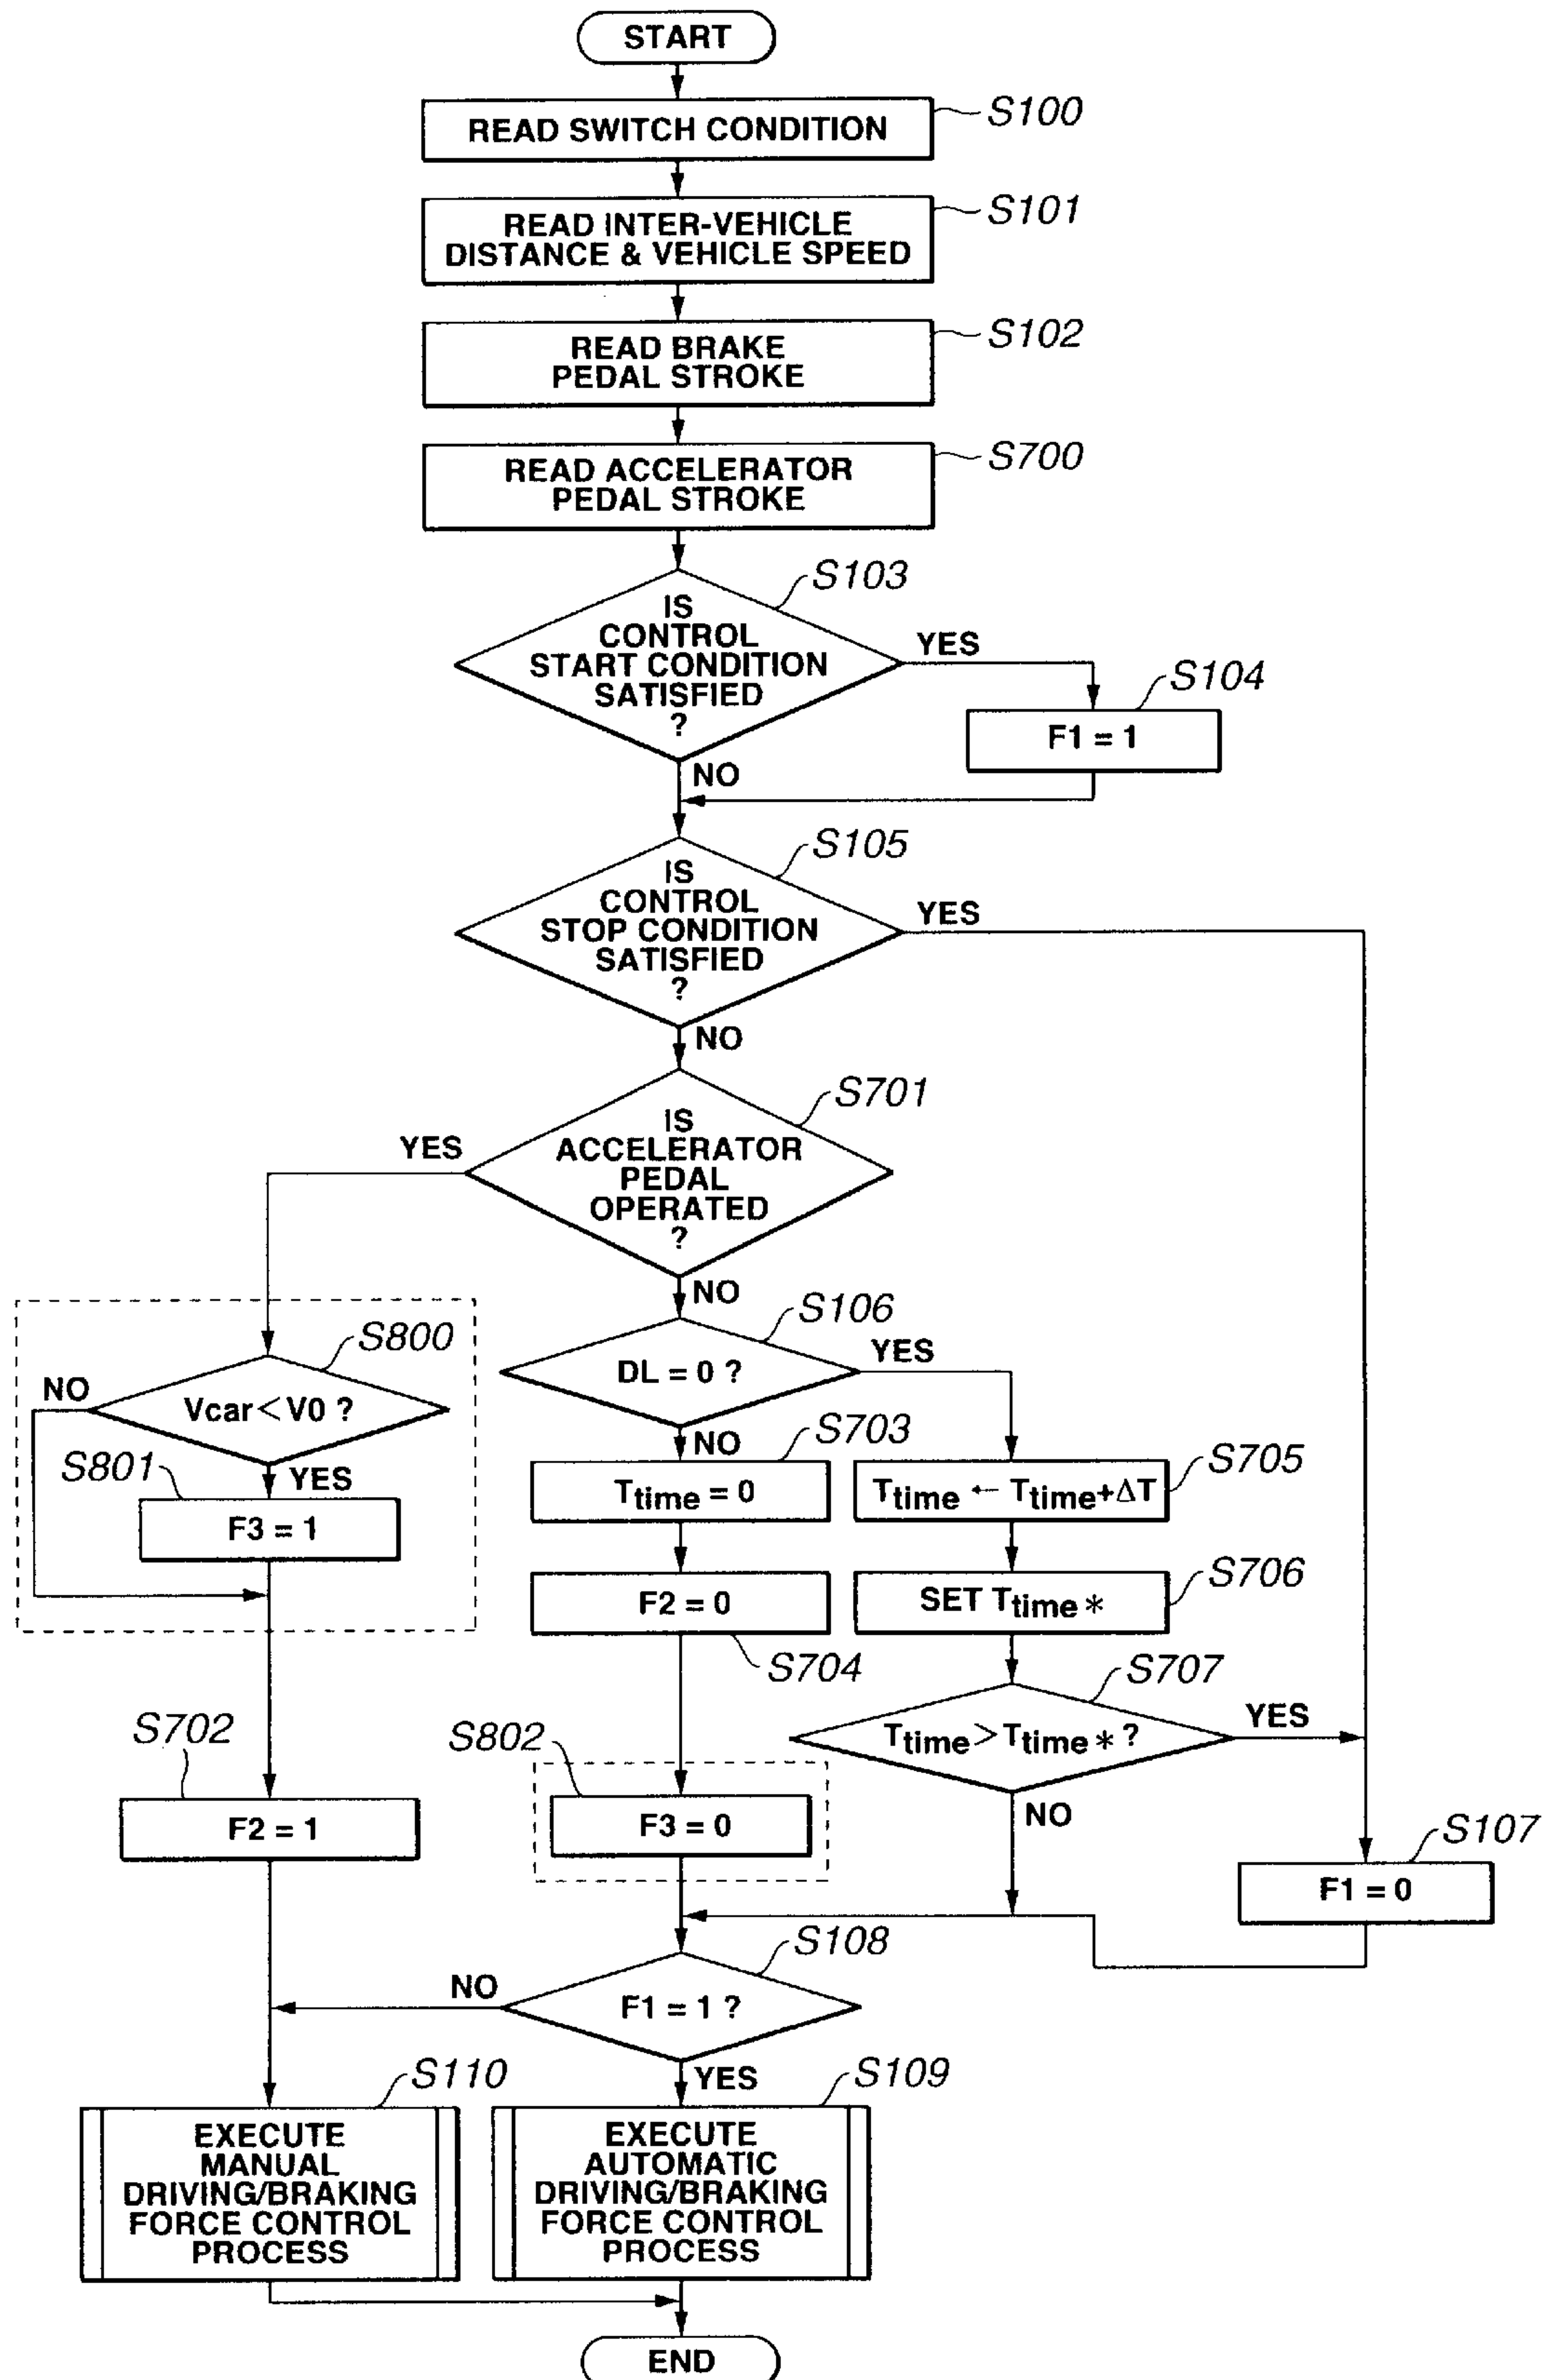 START
READ SWITCH CONDITION
S100
READ INTER-VEHICLE
DISTANCE & VEHICLE SPEED
S101
READ BRAKE
PEDAL STROKE
S102
READ ACCELERATOR
PEDAL STROKE
S700
S103
IS
CONTROL
START CONDITION
SATISFIED
?
YES
S104
F1 = 1
NO
S105
IS
CONTROL
STOP CONDITION
SATISFIED
?
YES
NO
S701
IS
ACCELERATOR
PEDAL
OPERATED
?
YES
NO
S800
Vcar<V0 ?
NO
YES
S801
F3 = 1
S106
DL = 0 ?
YES
NO
S703
Ttime = 0
S705
Ttime ← Ttime+ΔT
F2 = 0
S704
SET Ttime *
S706
S707
Ttime>Ttime * ?
YES
NO
S702
F2 = 1
S802
F3 = 0
S107
F1 = 0
S108
F1 = 1 ?
NO
YES
S110
EXECUTE
MANUAL
DRIVING/BRAKING
FORCE CONTROL
PROCESS
S109
EXECUTE
AUTOMATIC
DRIVING/BRAKING
FORCE CONTROL
PROCESS
END